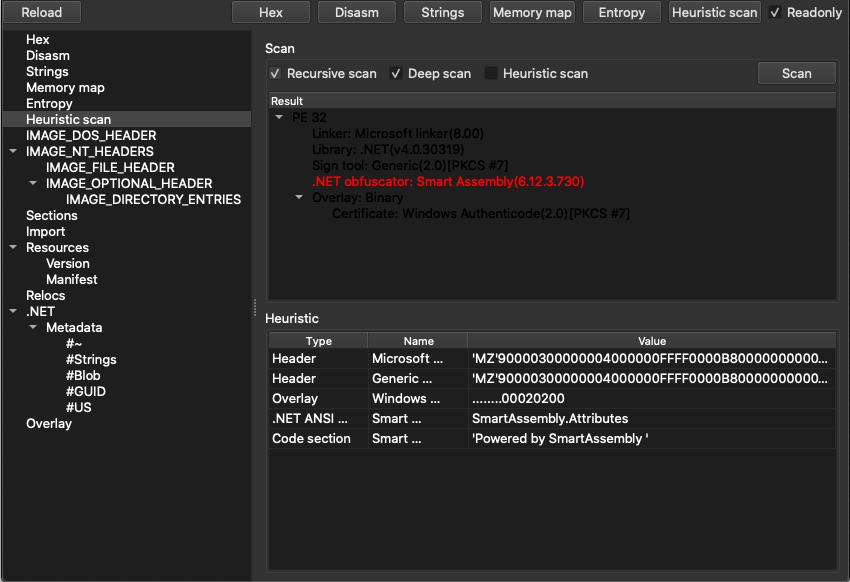 Reload Hex Disasm Strings Memory map Entropy Heuristic scan Readonly
Hex
Disasm
Strings
Memory map
Entropy
Heuristic scan
IMAGE_DOS_HEADER
IMAGE_NT_HEADERS
IMAGE_FILE_HEADER
IMAGE_OPTIONAL_HEADER
IMAGE_DIRECTORY_ENTRIES
Sections
Import
Resources
Version
Manifest
Relocs
.NET
Metadata
#~
#Strings
#Blob
#GUID
#US
Overlay
Scan
Recursive scan Deep scan Heuristic scan Scan
Result
PE 32
Linker: Microsoft linker(8.00)
Library: .NET(v4.0.30319)
Sign tool: Generic(2.0)[PKCS #7]
.NET obfuscator: Smart Assembly(6.12.3.730)
Overlay: Binary
Certificate: Windows Authenticode(2.0)[PKCS #7]
Heuristic
Type Name Value
Header Microsoft ... 'MZ'90000300000004000000FFFF0000B80000000000...
Header Generic ... 'MZ'90000300000004000000FFFF0000B80000000000...
Overlay Windows ... ........00020200
.NET ANSI ... Smart ... SmartAssembly.Attributes
Code section Smart ... 'Powered by SmartAssembly '